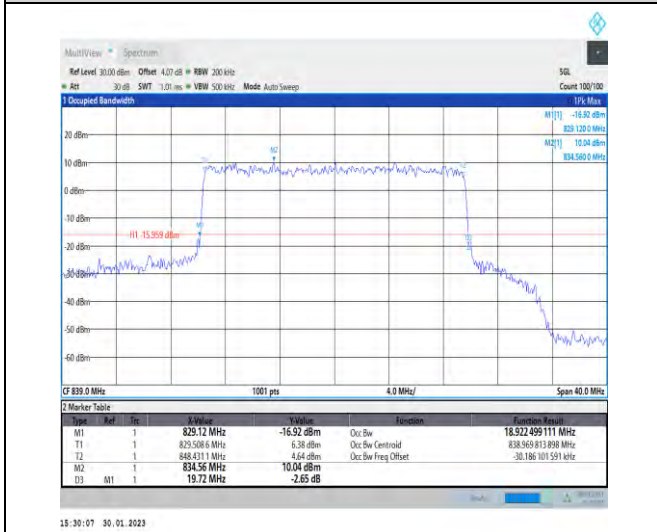 MultiView Spectrum
Ref Level 30.00 dBm Offset 4.07 dB RBW 200 kHz SGL
Att 30 dB SWT 1.01 ms VBW 500 kHz Mode Auto Sweep Count 100/100
1 Occupied Bandwidth 1Pk Max
M1[1] -16.92 dBm
829.120 0 MHz
M2[1] 10.04 dBm
834.560 0 MHz
20 dBm
M2
10 dBm
0 dBm
-10 dBm
M1
H1 -15.959 dBm
-20 dBm
-30 dBm
-40 dBm
-50 dBm
-60 dBm
CF 839.0 MHz 1001 pts 4.0 MHz/ Span 40.0 MHz
2 Marker Table
Type Ref Trc X-Value Y-Value Function Function Result
M1 1 829.12 MHz -16.92 dBm Occ Bw 18.922 499 111 MHz
T1 1 829.508 6 MHz 6.38 dBm Occ Bw Centroid 838.969 813 898 MHz
T2 1 848.431 1 MHz 4.64 dBm Occ Bw Freq Offset -30.186 101 591 kHz
M2 1 834.56 MHz 10.04 dBm
D3 M1 1 19.72 MHz -2.65 dB
15:30:07 30.01.2023